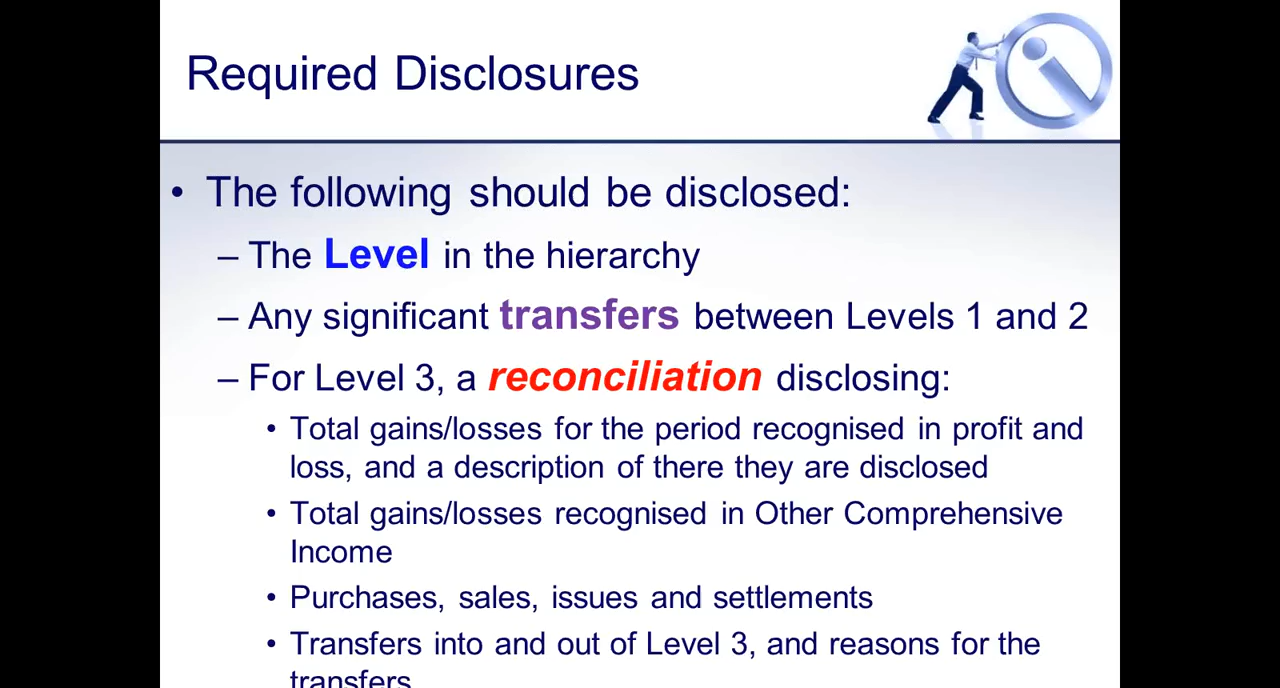 Required Disclosures
• The following should be disclosed:
– The Level in the hierarchy
– Any significant transfers between Levels 1 and 2
– For Level 3, a reconciliation disclosing:
• Total gains/losses for the period recognised in profit and
loss, and a description of there they are disclosed
• Total gains/losses recognised in Other Comprehensive
Income
• Purchases, sales, issues and settlements
• Transfers into and out of Level 3, and reasons for the
transfers